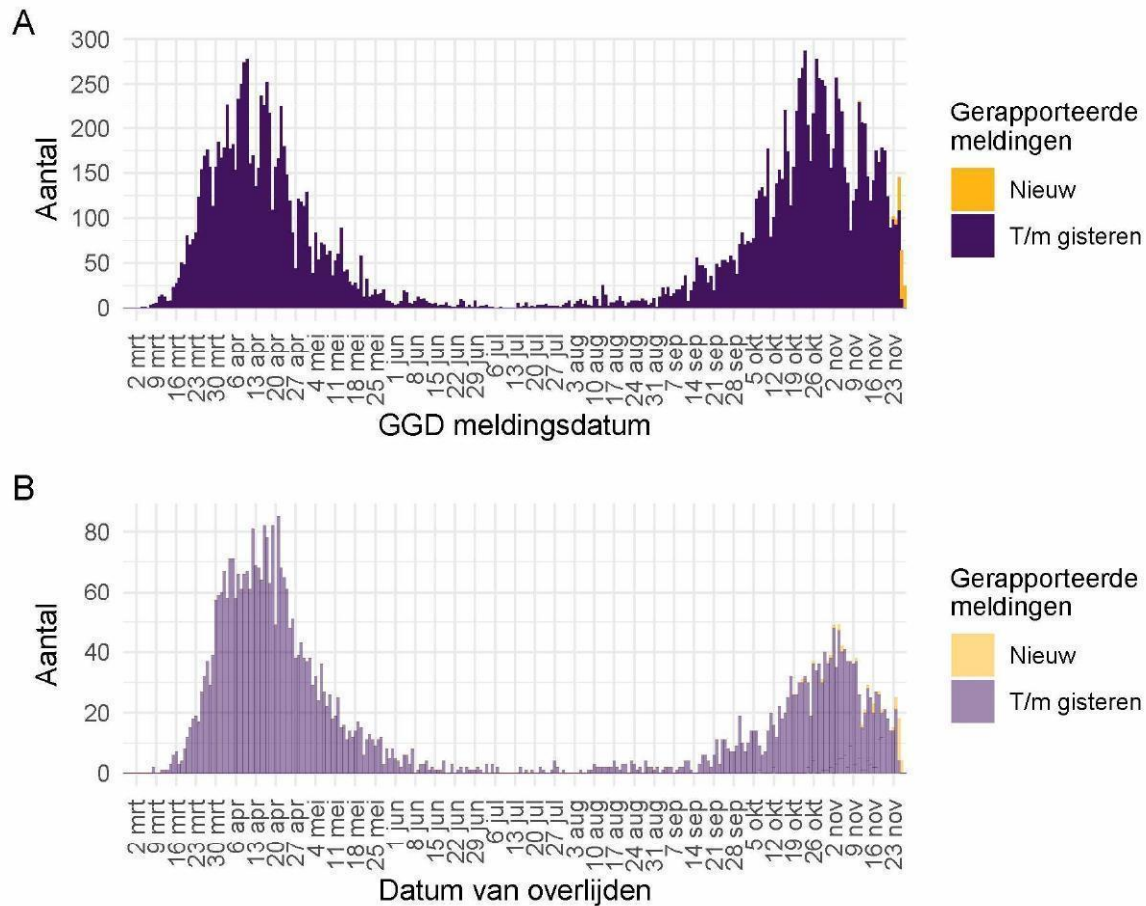 A
Aantal
300
250
200
150
100
50
0
2 mrt
9 mrt
16 mrt
23 mrt
30 mrt
6 apr
13 apr
20 apr
27 apr
4 mei
11 mei
18 mei
25 mei
1 jun
8 jun
15 jun
22 jun
29 jun
6 jul
13 jul
20 jul
27 jul
3 aug
10 aug
17 aug
24 aug
31 aug
7 sep
14 sep
21 sep
28 sep
5 okt
12 okt
19 okt
26 okt
2 nov
9 nov
16 nov
23 nov
GGD meldingsdatum
Gerapporteerde
meldingen
Nieuw
T/m gisteren
B
Aantal
80
60
40
20
0
2 mrt
9 mrt
16 mrt
23 mrt
30 mrt
6 apr
13 apr
20 apr
27 apr
4 mei
11 mei
18 mei
25 mei
1 jun
8 jun
15 jun
22 jun
29 jun
6 jul
13 jul
20 jul
27 jul
3 aug
10 aug
17 aug
24 aug
31 aug
7 sep
14 sep
21 sep
28 sep
5 okt
12 okt
19 okt
26 okt
2 nov
9 nov
16 nov
23 nov
Datum van overlijden
Gerapporteerde
meldingen
Nieuw
T/m gisteren